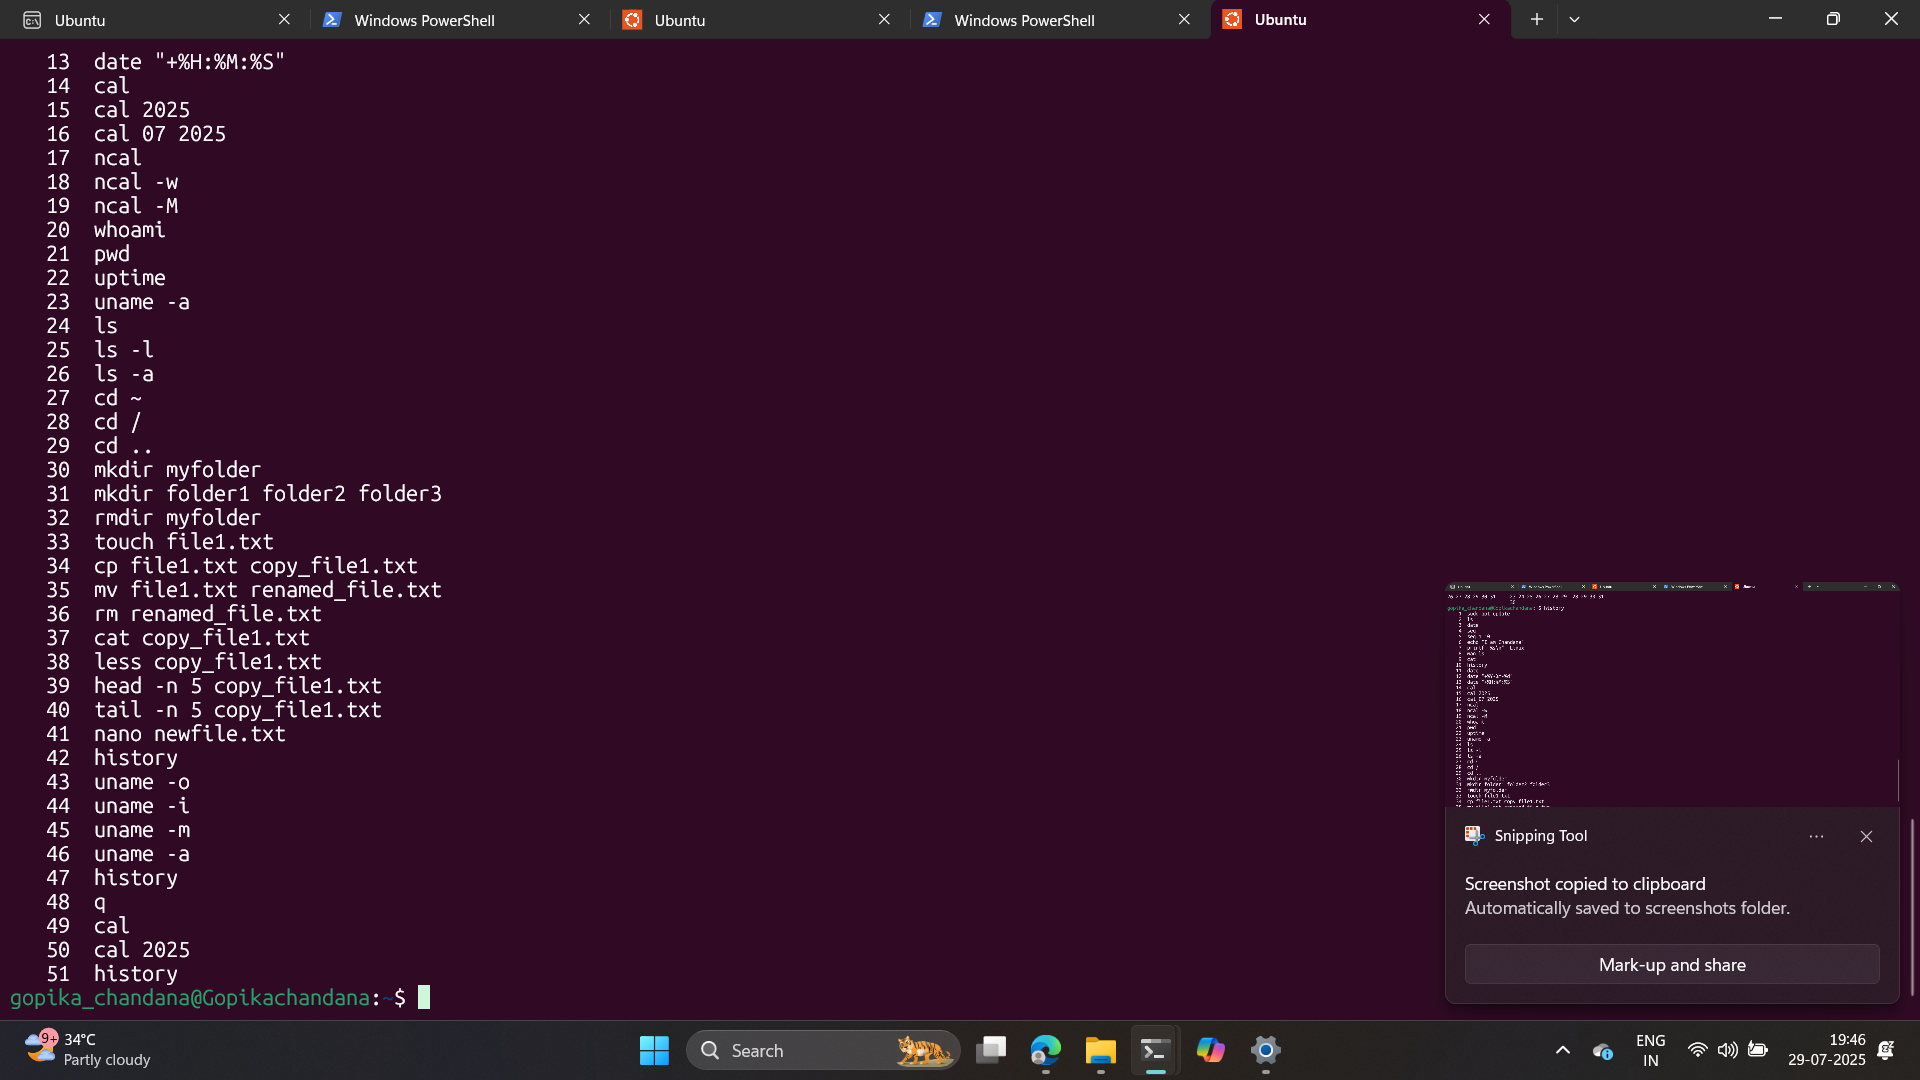 Ubuntu
Windows PowerShell
Ubuntu
Windows PowerShell
Ubuntu
13 date "+%H:%M:%S"
14 cal
15 cal 2025
16 cal 07 2025
17 ncal
18 ncal -w
19 ncal -M
20 whoami
21 pwd
22 uptime
23 uname -a
24 ls
25 ls -l
26 ls -a
27 cd ~
28 cd /
29 cd ..
30 mkdir myfolder
31 mkdir folder1 folder2 folder3
32 rmdir myfolder
33 touch file1.txt
34 cp file1.txt copy_file1.txt
35 mv file1.txt renamed_file.txt
36 rm renamed_file.txt
37 cat copy_file1.txt
38 less copy_file1.txt
39 head -n 5 copy_file1.txt
40 tail -n 5 copy_file1.txt
41 nano newfile.txt
42 history
43 uname -o
44 uname -i
45 uname -m
46 uname -a
47 history
48 q
49 cal
50 cal 2025
51 history
gopika_chandana@Gopikachandana:~$
Snipping Tool
Screenshot copied to clipboard
Automatically saved to screenshots folder.
Mark-up and share
9+
34°C
Partly cloudy
Search
ENG
IN
19:46
29-07-2025